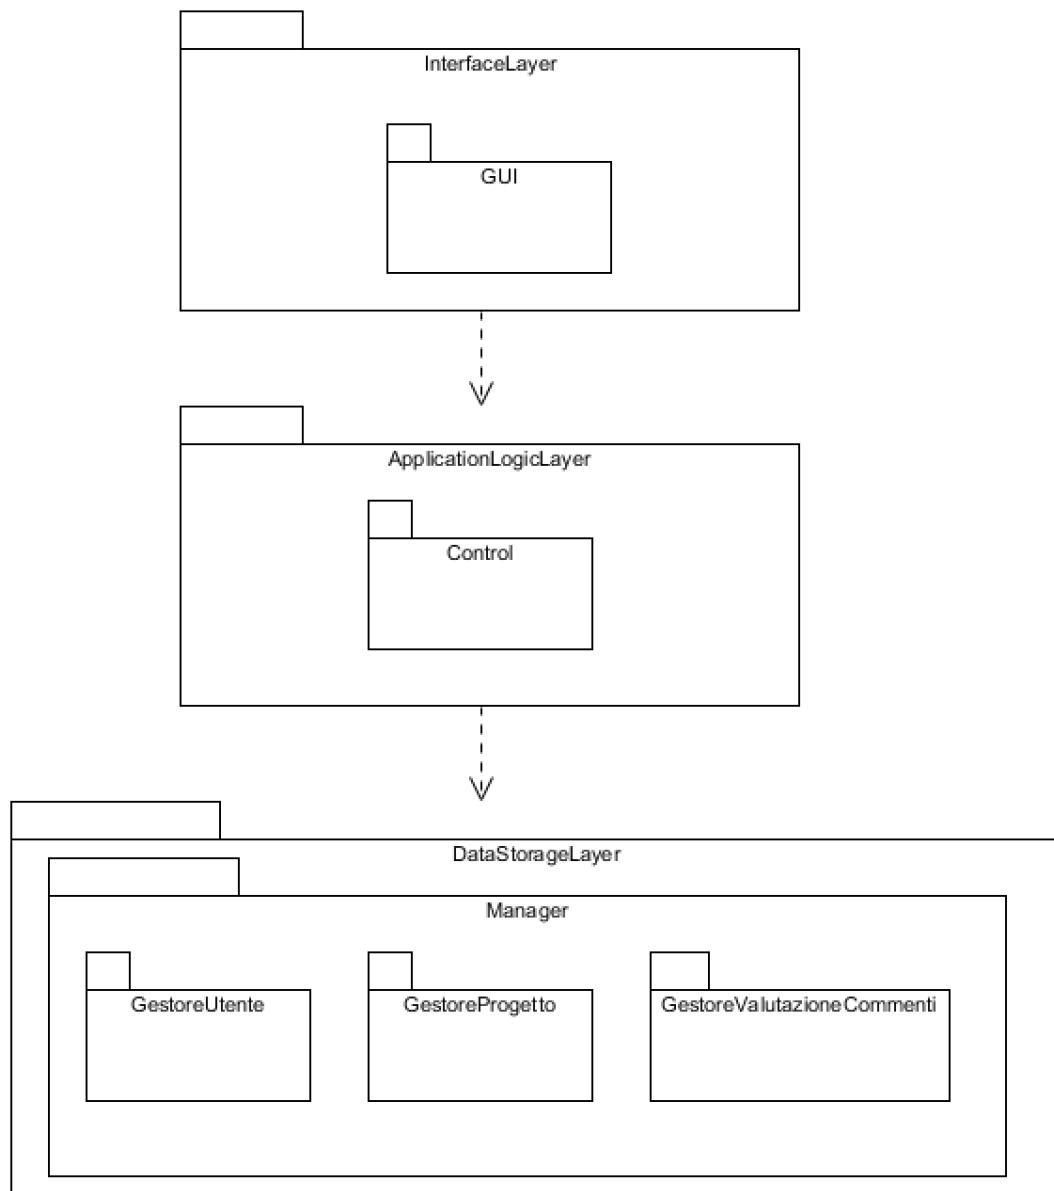 InterfaceLayer
GUI
ApplicationLogicLayer
Control
DataStorageLayer
Manager
GestoreUtente
GestoreProgetto
GestoreValutazioneCommenti